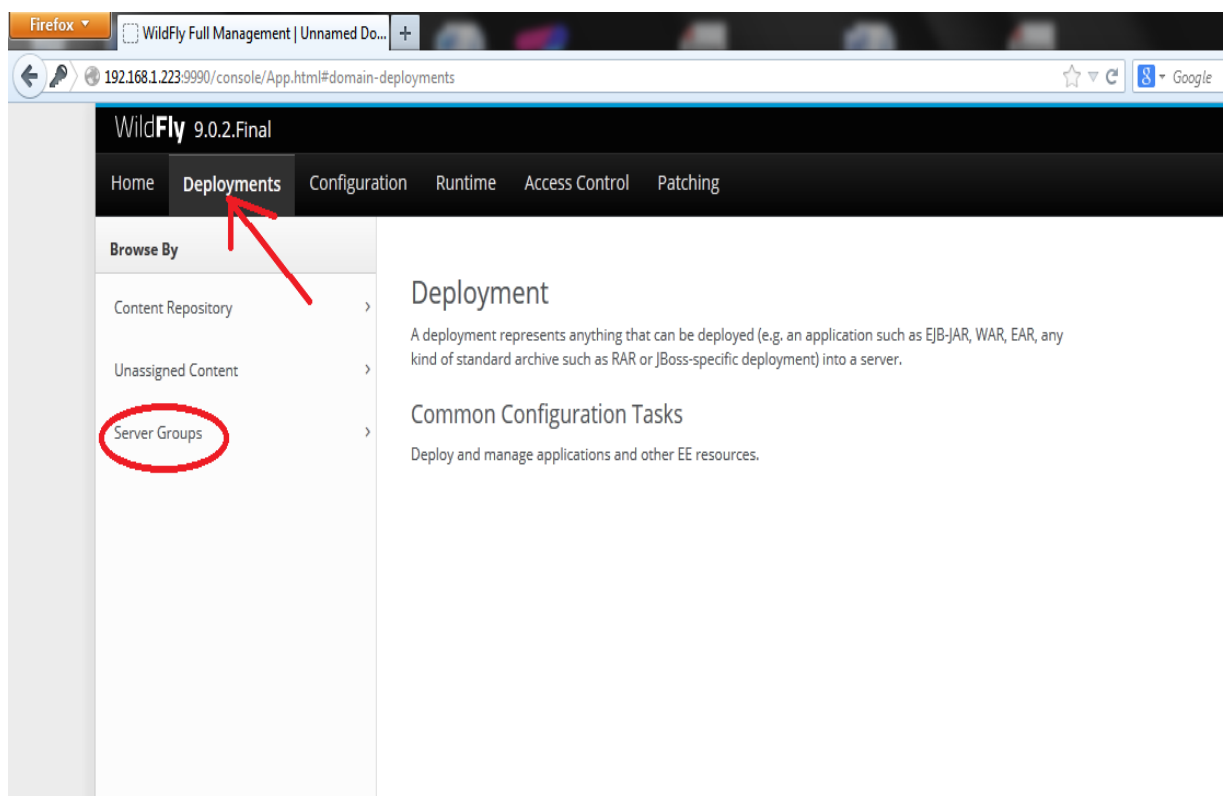 Firefox
WildFly Full Management | Unnamed Do...
192.168.1.223:9990/console/App.html#domain-deployments
Google
WildFly 9.0.2.Final
Home Deployments Configuration Runtime Access Control Patching
Browse By
Content Repository
Unassigned Content
Server Groups
Deployment
A deployment represents anything that can be deployed (e.g. an application such as EJB-JAR, WAR, EAR, any
kind of standard archive such as RAR or JBoss-specific deployment) into a server.
Common Configuration Tasks
Deploy and manage applications and other EE resources.